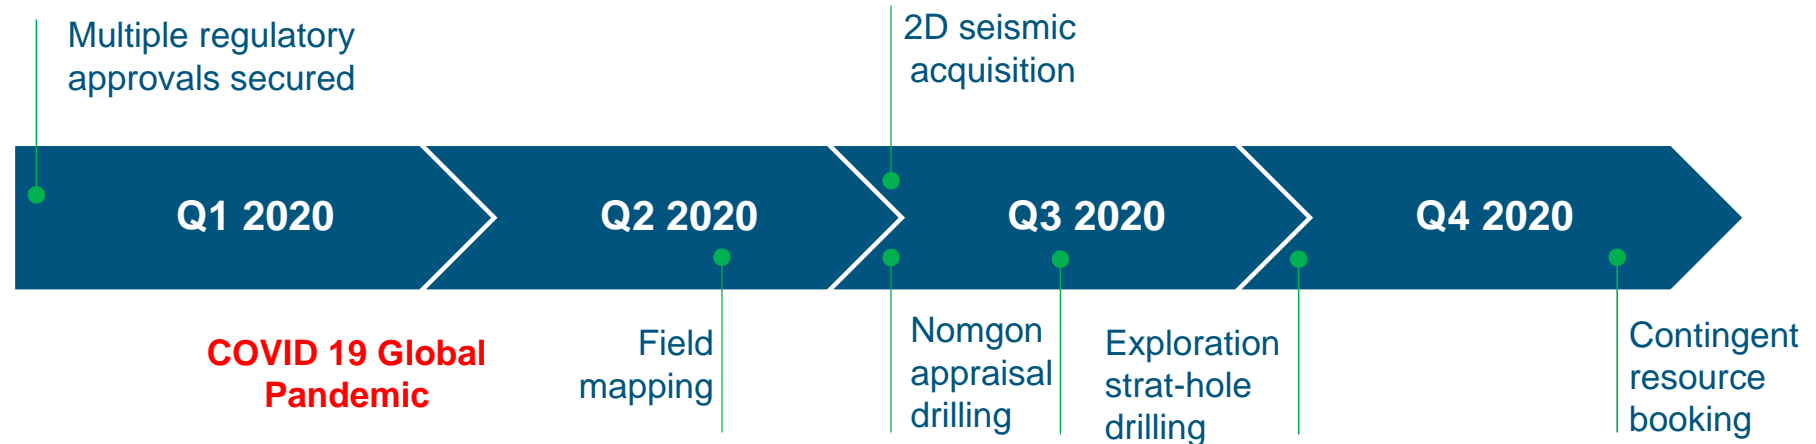 Multiple regulatory
approvals secured
2D seismic
acquisition
Q1 2020
Q2 2020
Q3 2020
Q4 2020
COVID 19 Global
Pandemic
Field
mapping
Nomgon
appraisal
drilling
Exploration
strat-hole
drilling
Contingent
resource
booking